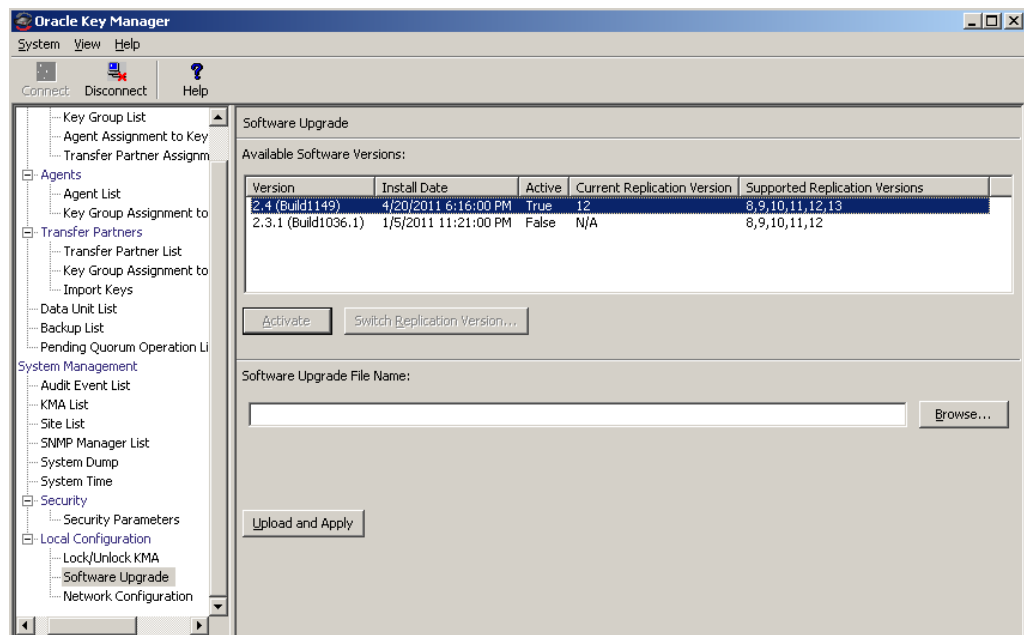 Oracle Key Manager
System View Help
Connect Disconnect Help
Key Group List
Agent Assignment to Key
Transfer Partner Assignm
Agents
Agent List
Key Group Assignment to
Transfer Partners
Transfer Partner List
Key Group Assignment to
Import Keys
Data Unit List
Backup List
Pending Quorum Operation Li
System Management
Audit Event List
KMA List
Site List
SNMP Manager List
System Dump
System Time
Security
Security Parameters
Local Configuration
Lock/Unlock KMA
Software Upgrade
Network Configuration
Software Upgrade
Available Software Versions:
Version Install Date Active Current Replication Version Supported Replication Versions
2.4 (Build1149) 4/20/2011 6:16:00 PM True 12 8,9,10,11,12,13
2.3.1 (Build1036.1) 1/5/2011 11:21:00 PM False N/A 8,9,10,11,12
Activate Switch Replication Version...
Software Upgrade File Name:
Browse...
Upload and Apply